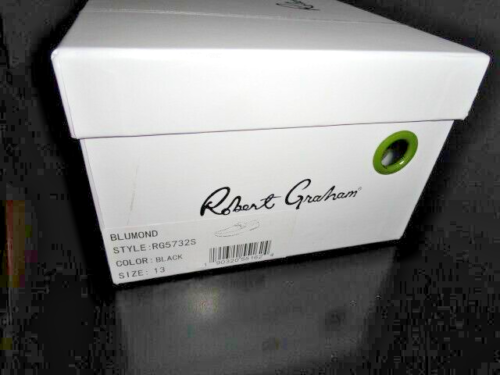 Robert Graham®
BLUMOND
STYLE:RG5732S
COLOR: BLACK
SIZE: 13